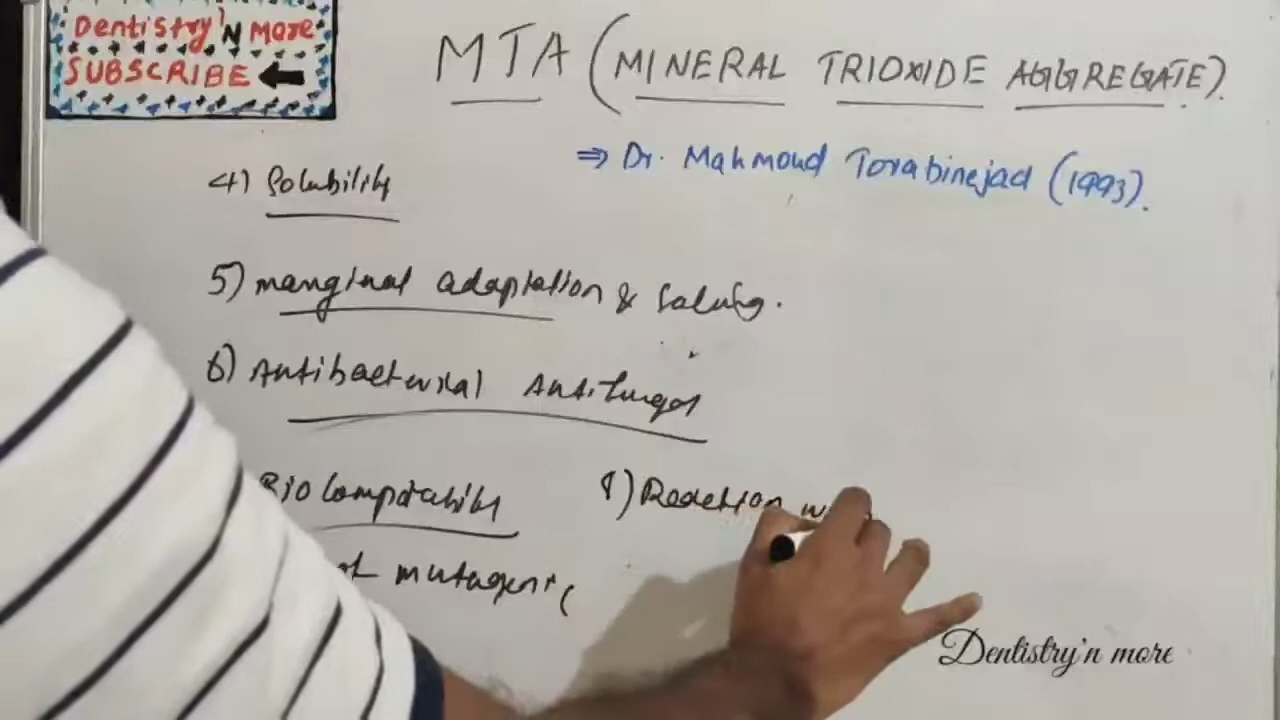 Dentistry'N More
SUBSCRIBE
MTA (MINERAL TRIOXIDE AGGREGATE).
⇒ Dr. Mahmoud Torabinejad (1993).
4) Solubility
5) marginal adaptation & Sealing.
6) Antibacterial Antifungal
Biocompatibility
8) Reaction w
mutagenic
Dentistry'n more